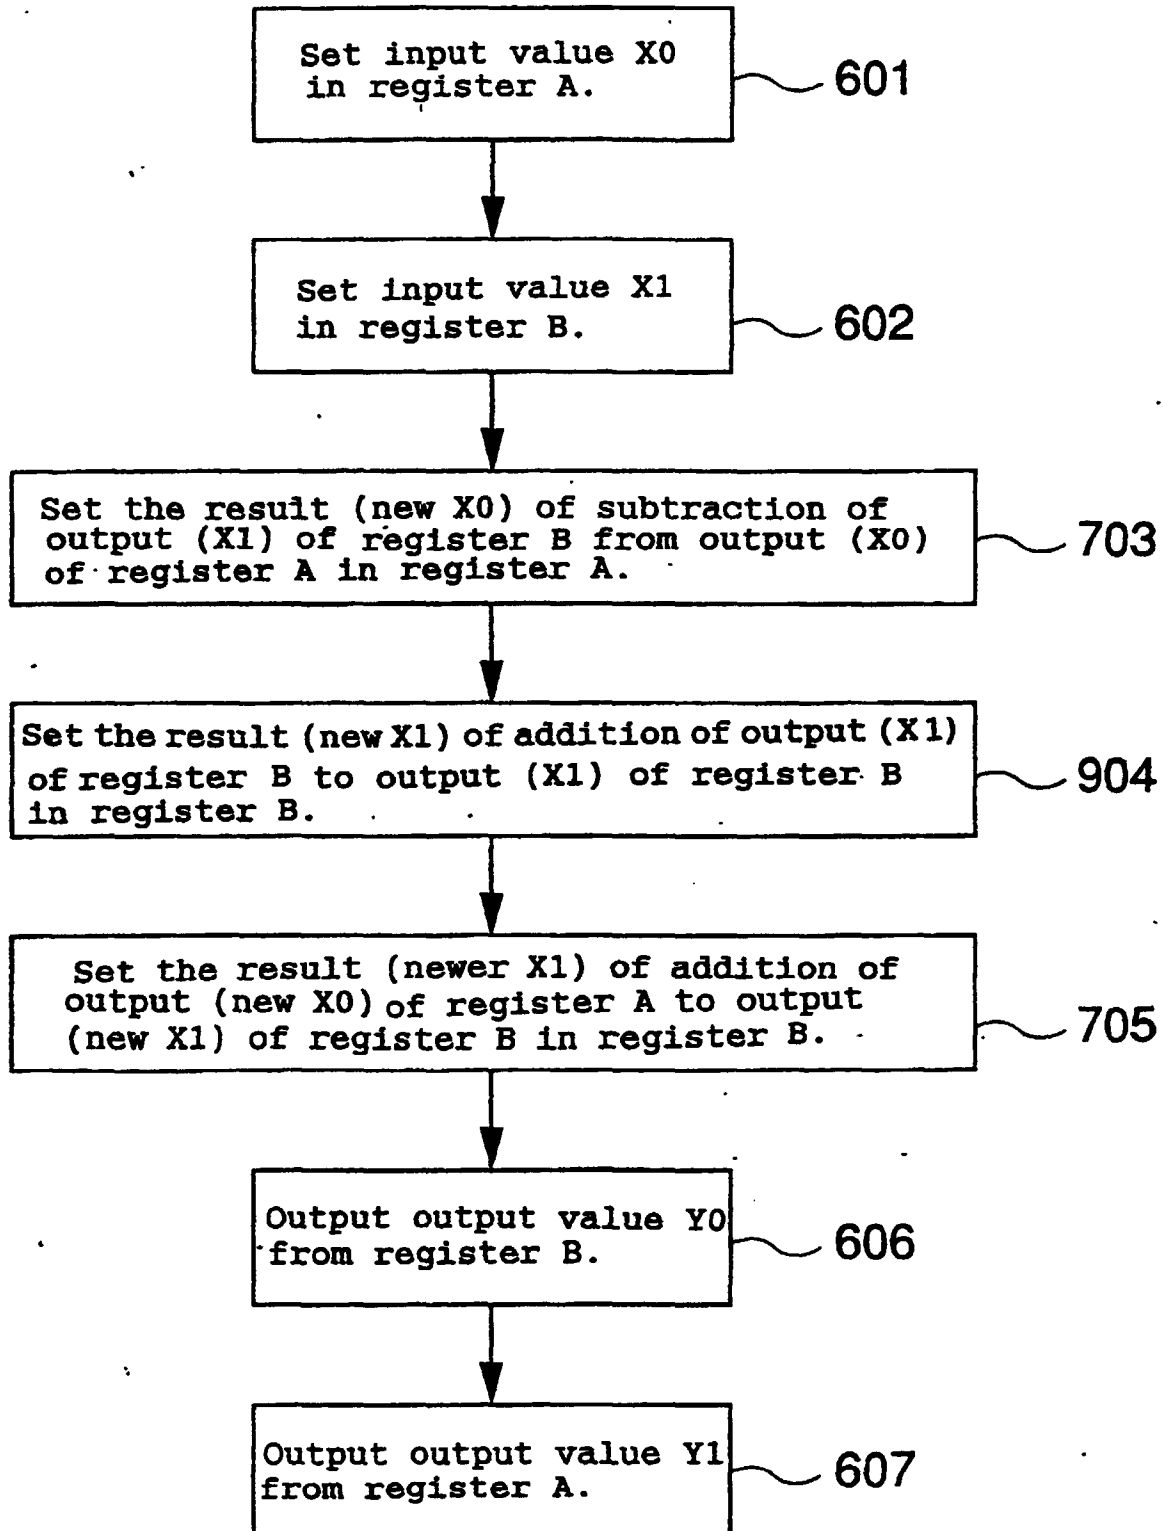 Set input value X0
in register A.
601
Set input value X1
in register B.
602
Set the result (new X0) of subtraction of
output (X1) of register B from output (X0)
of register A in register A.
703
Set the result (new X1) of addition of output (X1)
of register B to output (X1) of register B
in register B.
904
Set the result (newer X1) of addition of
output (new X0) of register A to output
(new X1) of register B in register B.
705
Output output value Y0
from register B.
606
Output output value Y1
from register A.
607